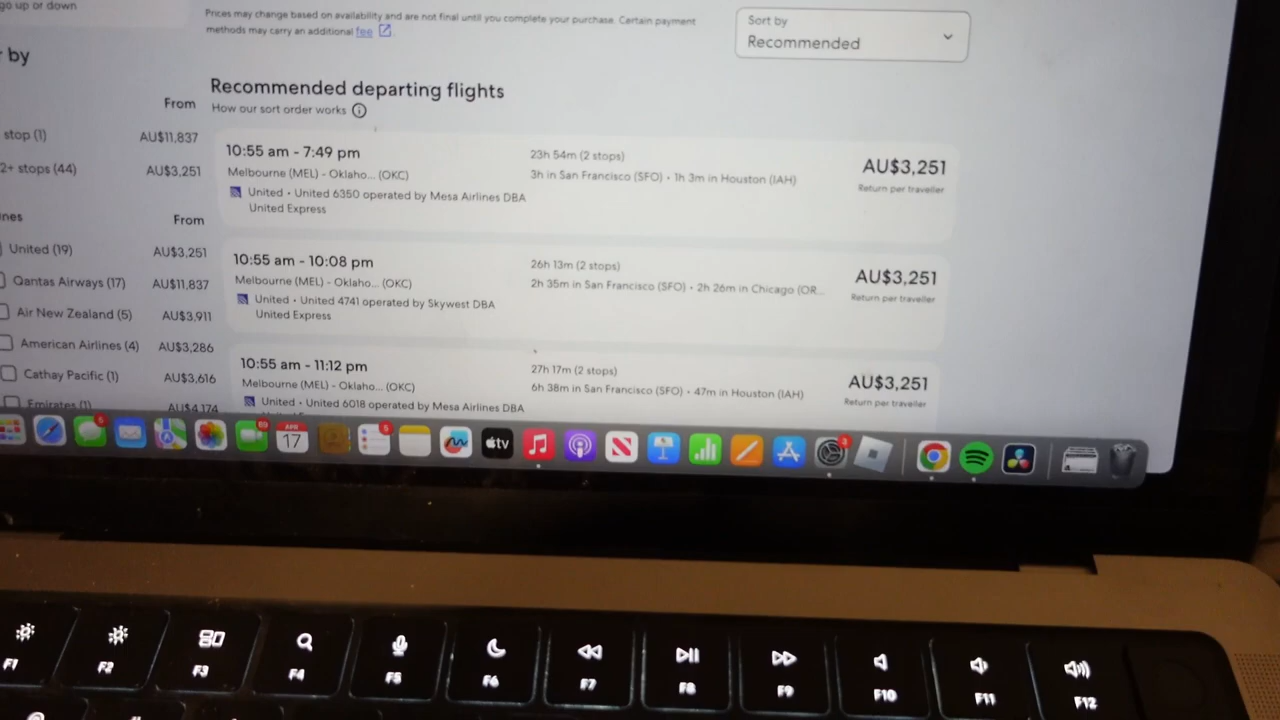 go up or down
Prices may change based on availability and are not final until you complete your purchase. Certain payment
methods may carry an additional fee
Sort by
Recommended
by
Recommended departing flights
How our sort order works
From
stop (1) AU$11,837
2+ stops (44) AU$3,251
From
United (19) AU$3,251
Qantas Airways (17) AU$11,837
Air New Zealand (5) AU$3,911
American Airlines (4) AU$3,286
Cathay Pacific (1) AU$3,616
Emirates (1) AU$4,174
10:55 am - 7:49 pm
Melbourne (MEL) - Oklaho... (OKC)
United • United 6350 operated by Mesa Airlines DBA
United Express
23h 54m (2 stops)
3h in San Francisco (SFO) • 1h 3m in Houston (IAH)
AU$3,251
Return per traveller
10:55 am - 10:08 pm
Melbourne (MEL) - Oklaho... (OKC)
United • United 4741 operated by Skywest DBA
United Express
26h 13m (2 stops)
2h 35m in San Francisco (SFO) • 2h 26m in Chicago (OR...
AU$3,251
Return per traveller
10:55 am - 11:12 pm
Melbourne (MEL) - Oklaho... (OKC)
United • United 6018 operated by Mesa Airlines DBA
27h 17m (2 stops)
6h 38m in San Francisco (SFO) • 47m in Houston (IAH)
AU$3,251
Return per traveller
APR
17
tv
F1 F2 F3 F4 F5 F6 F7 F8 F9 F10 F11 F12